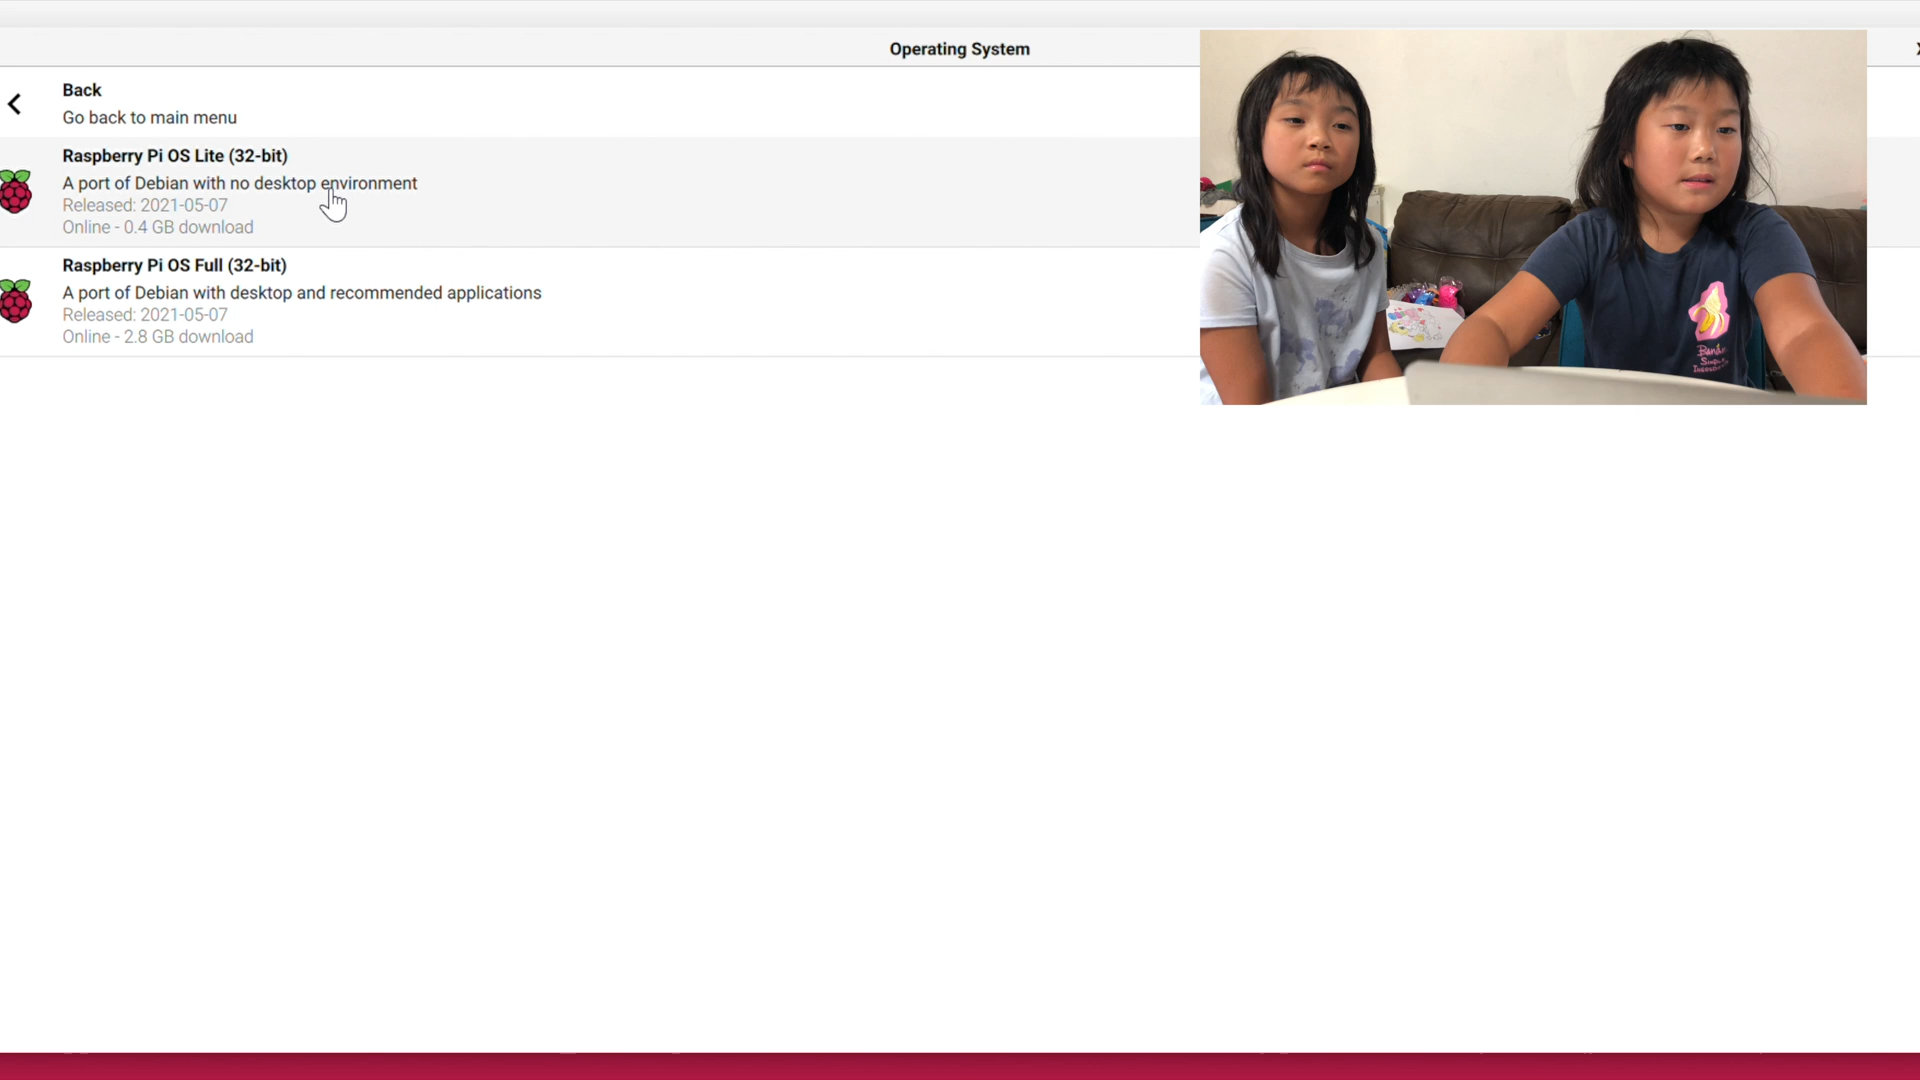 Operating System
Back
Go back to main menu
Raspberry Pi OS Lite (32-bit)
A port of Debian with no desktop environment
Released: 2021-05-07
Online - 0.4 GB download
Raspberry Pi OS Full (32-bit)
A port of Debian with desktop and recommended applications
Released: 2021-05-07
Online - 2.8 GB download